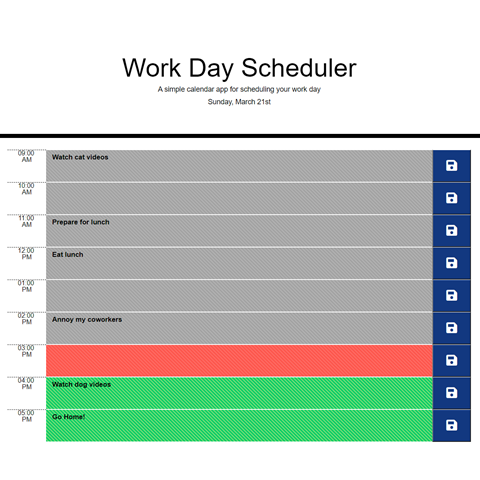 Work Day Scheduler
A simple calendar app for scheduling your work day
Sunday, March 21st
09:00
AM
Watch cat videos
10:00
AM
11:00
AM
Prepare for lunch
12:00
PM
Eat lunch
01:00
PM
02:00
PM
Annoy my coworkers
03:00
PM
04:00
PM
Watch dog videos
05:00
PM
Go Home!